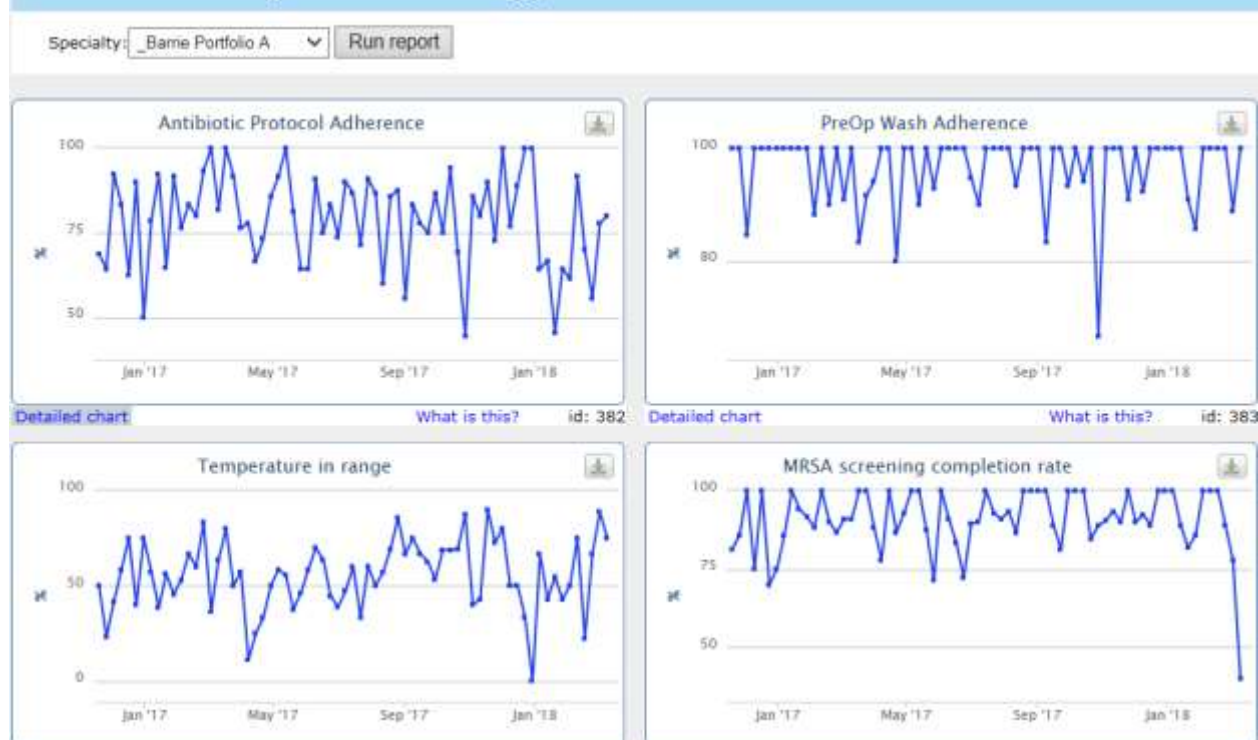 Specialty: _Barrie Portfolio A Run report
Antibiotic Protocol Adherence
100
75
50
%
Jan '17 May '17 Sep '17 Jan '18
Detailed chart What is this? id: 382
PreOp Wash Adherence
100
80
%
Jan '17 May '17 Sep '17 Jan '18
Detailed chart What is this? id: 383
Temperature in range
100
50
0
%
Jan '17 May '17 Sep '17 Jan '18
MRSA screening completion rate
100
75
50
%
Jan '17 May '17 Sep '17 Jan '18